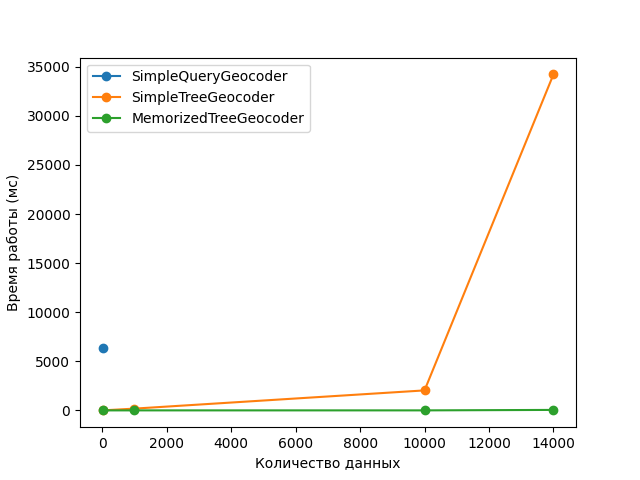 SimpleQueryGeocoder
SimpleTreeGeocoder
MemorizedTreeGeocoder
35000
30000
25000
20000
15000
10000
5000
0
Время работы (мс)
0 2000 4000 6000 8000 10000 12000 14000
Количество данных